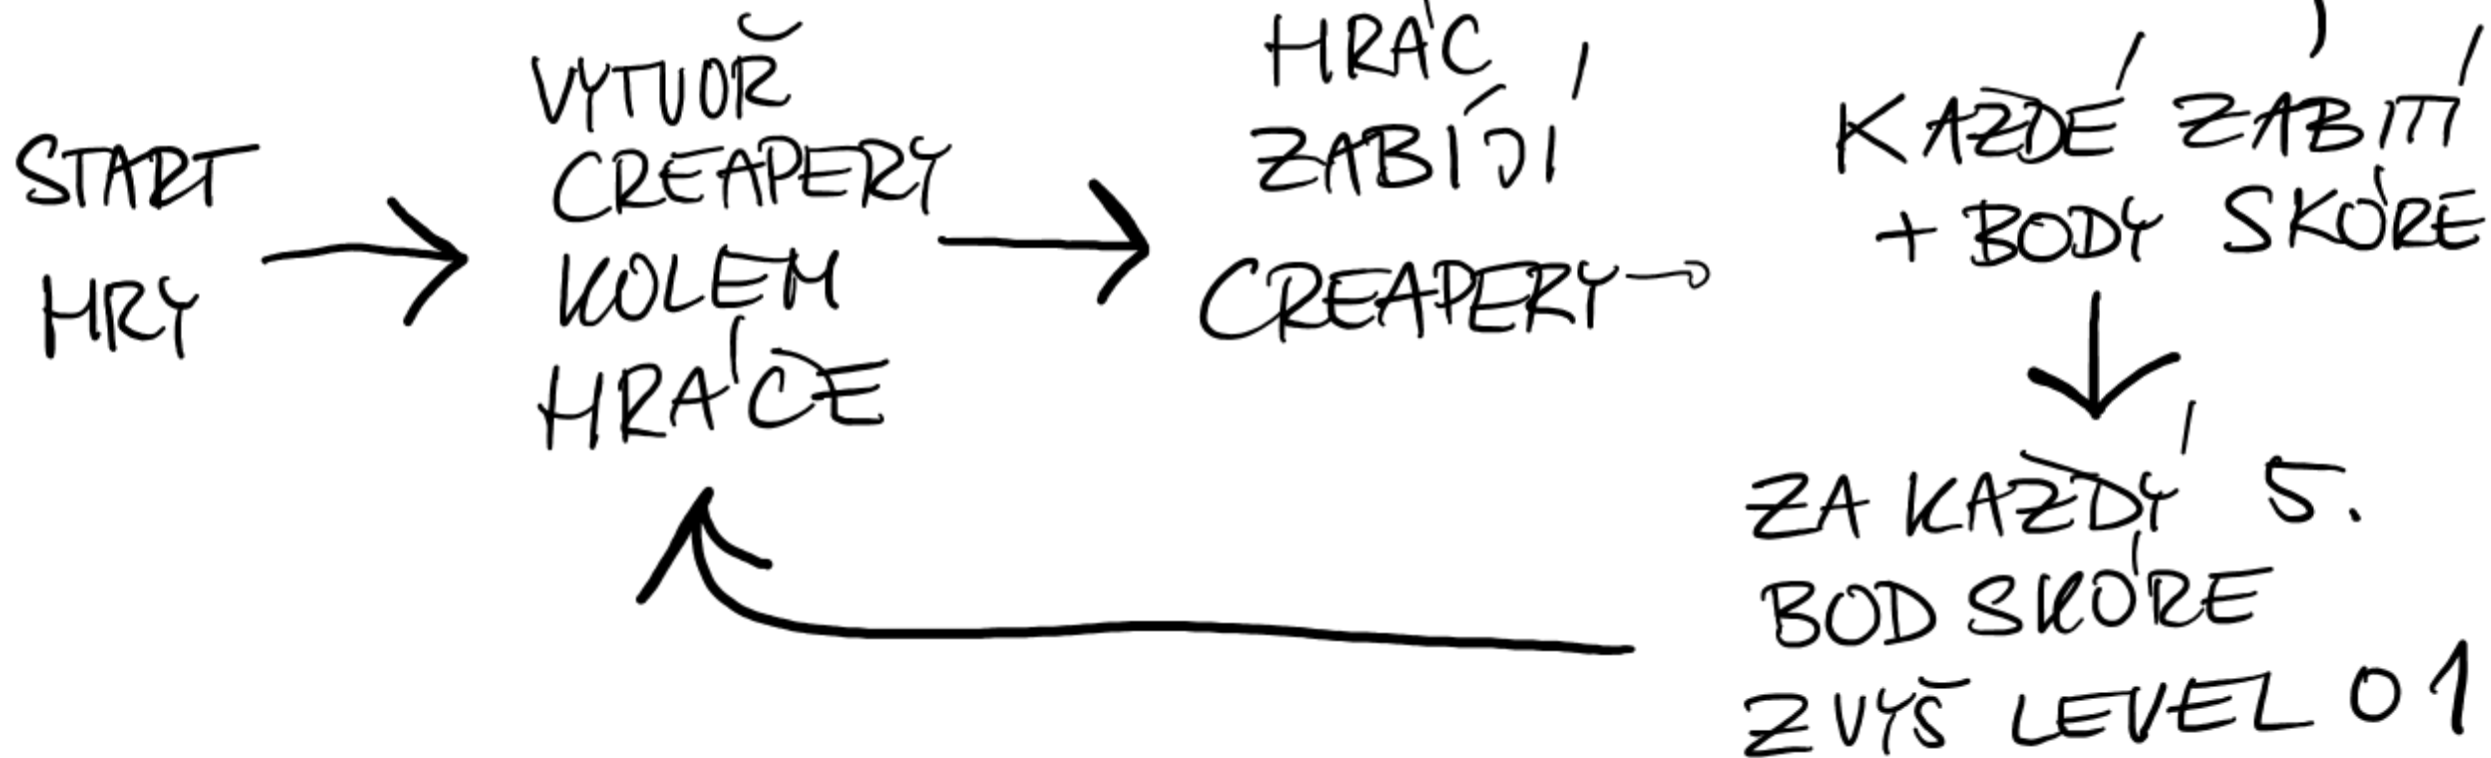 START
HRY
VYTVOŘ
CREAPERY
KOLEM
HRÁČE
HRÁC
ZABÍJÍ
CREAPERY
KAŽDÉ ZABITÍ
+ BODY SKÓRE
ZA KAŽDÝ 5.
BOD SKÓRE
ZVYŠ LEVEL O 1